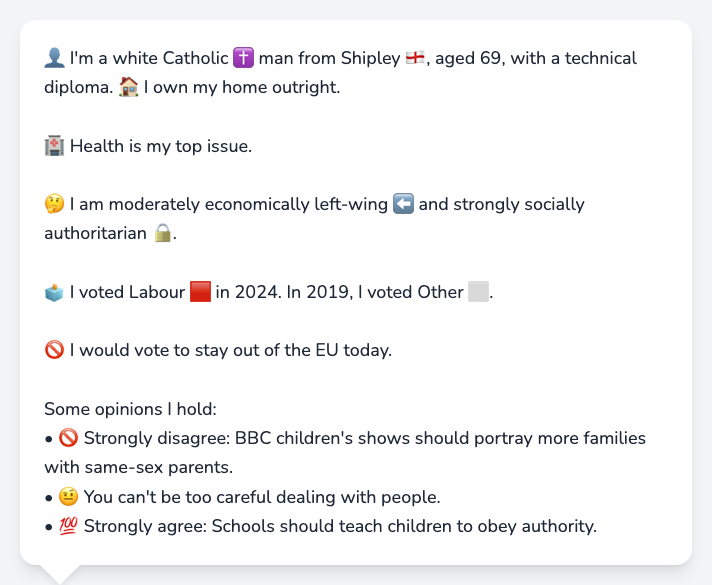 👤 I'm a white Catholic ✝️ man from Shipley 🏴󠁧󠁢󠁥󠁮󠁧󠁿, aged 69, with a technical
diploma. 🏠 I own my home outright.
🏥 Health is my top issue.
🤔 I am moderately economically left-wing ⬅️ and strongly socially
authoritarian 🔒.
🗳️ I voted Labour 🟥 in 2024. In 2019, I voted Other ⬜.
🚫 I would vote to stay out of the EU today.
Some opinions I hold:
• 🚫 Strongly disagree: BBC children's shows should portray more families
with same-sex parents.
• 🤨 You can't be too careful dealing with people.
• 💯 Strongly agree: Schools should teach children to obey authority.